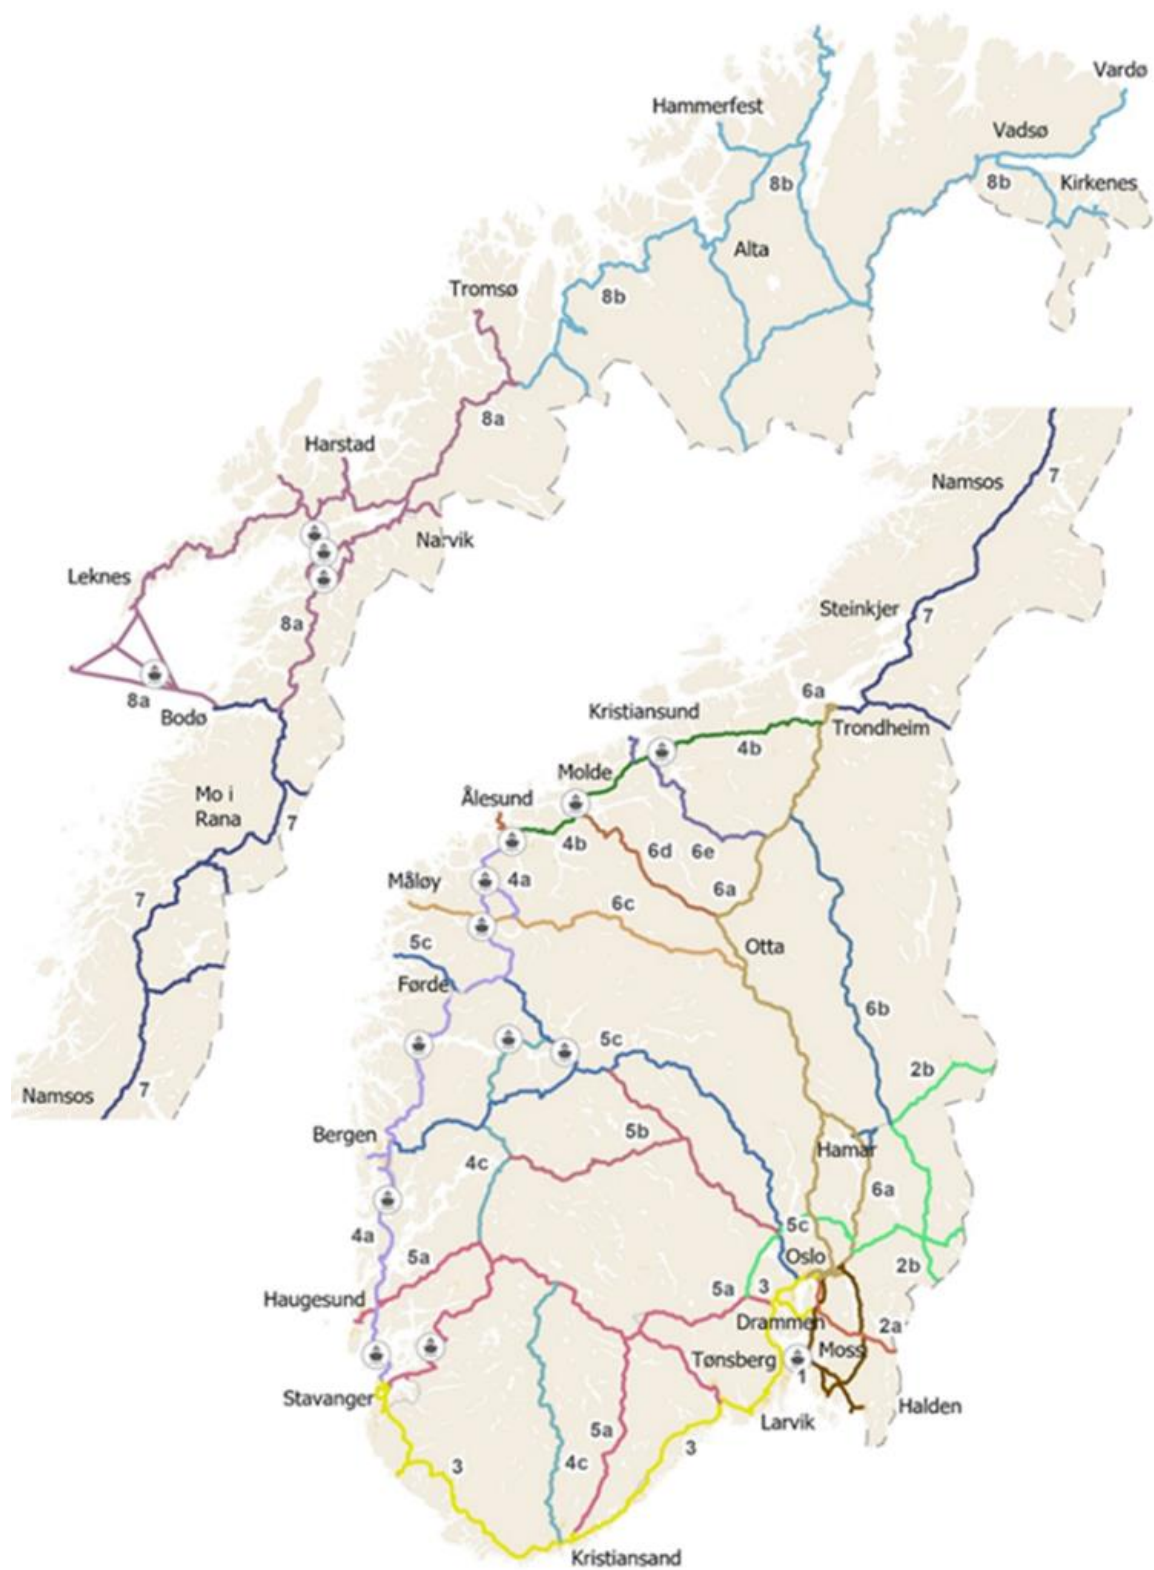 Vardø
Hammerfest
Vadsø
8b
8b
Kirkenes
Alta
Tromsø
8b
8a
Harstad
Namsos
7
Narvik
Leknes
Steinkjer
7
8a
8a
Bodø
6a
Kristiansund
Trondheim
4b
Molde
Mo i
Rana
7
Ålesund
4b
6d
6e
Måløy
4a
6a
7
6c
5c
Otta
Førde
6b
5c
2b
Namsos
7
Bergen
5b
Hamar
4c
6a
4a
5a
5c
Oslo
2b
Haugesund
5a
3
Drammen
2a
Tønsberg
Moss
1
Stavanger
Halden
Larvik
5a
3
3
4c
Kristiansand